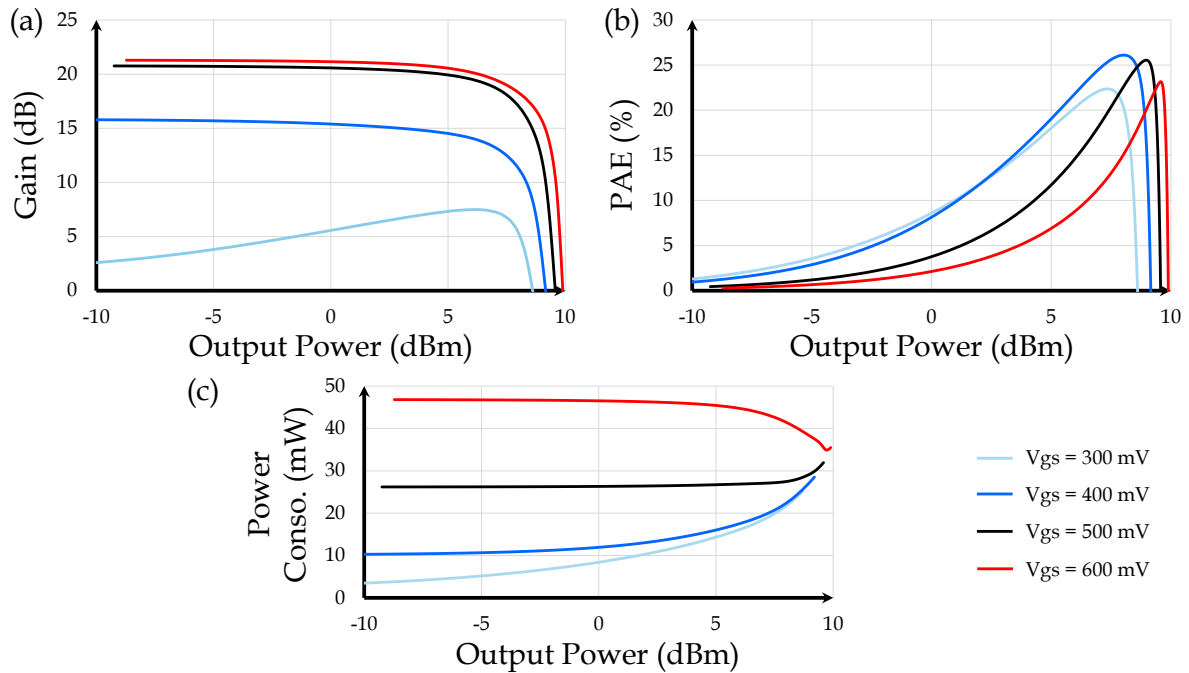 (a)
25
20
15
10
5
0
Gain (dB)
-10 -5 0 5 10
Output Power (dBm)
(b)
30
25
20
15
10
5
0
PAE (%)
-10 -5 0 5 10
Output Power (dBm)
(c)
50
40
30
20
10
0
Power
Conso. (mW)
-10 -5 0 5 10
Output Power (dBm)
Vgs = 300 mV
Vgs = 400 mV
Vgs = 500 mV
Vgs = 600 mV